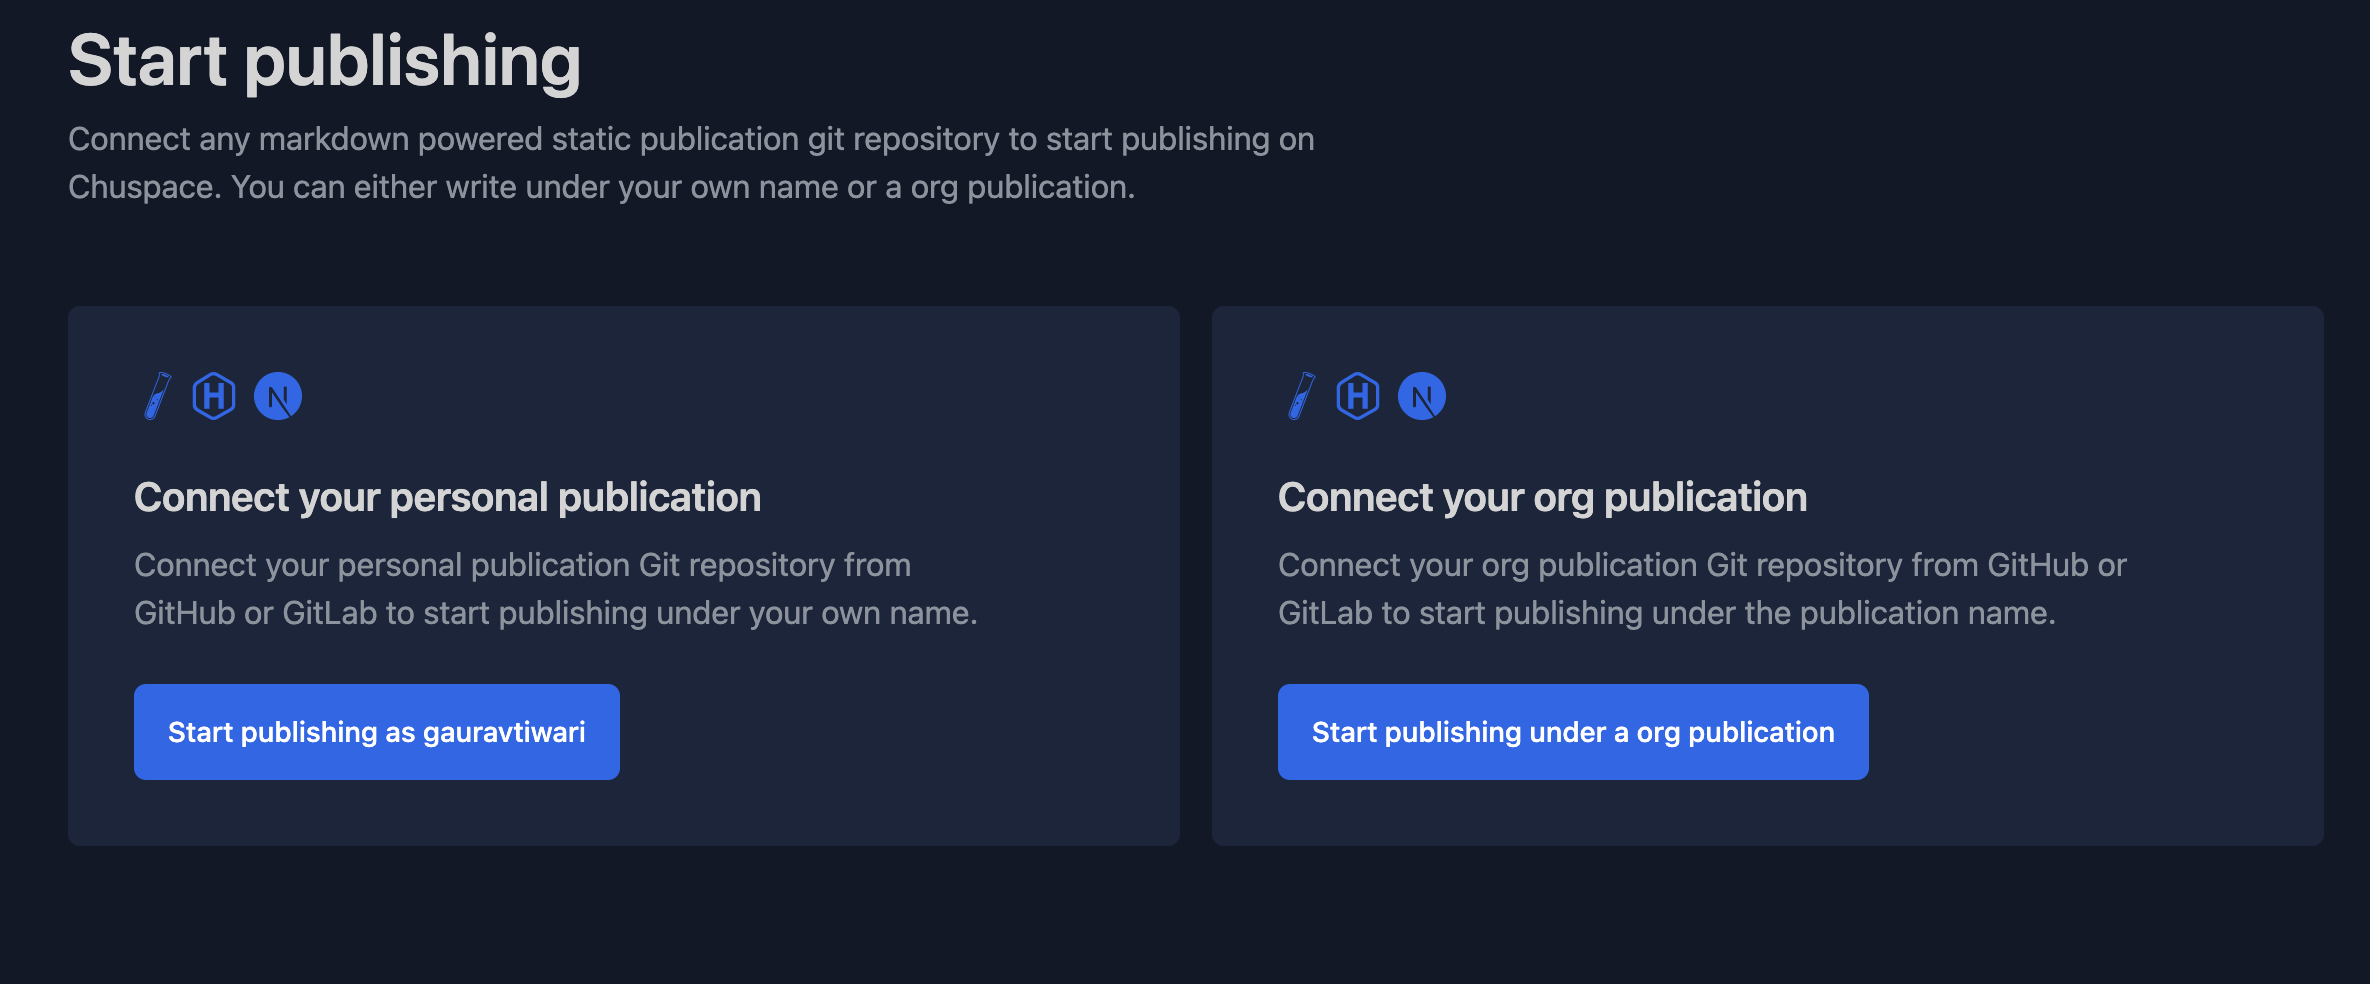 Start publishing
Connect any markdown powered static publication git repository to start publishing on
Chuspace. You can either write under your own name or a org publication.
H N
Connect your personal publication
Connect your personal publication Git repository from
GitHub or GitLab to start publishing under your own name.
Start publishing as gauravtiwari
H N
Connect your org publication
Connect your org publication Git repository from GitHub or
GitLab to start publishing under the publication name.
Start publishing under a org publication